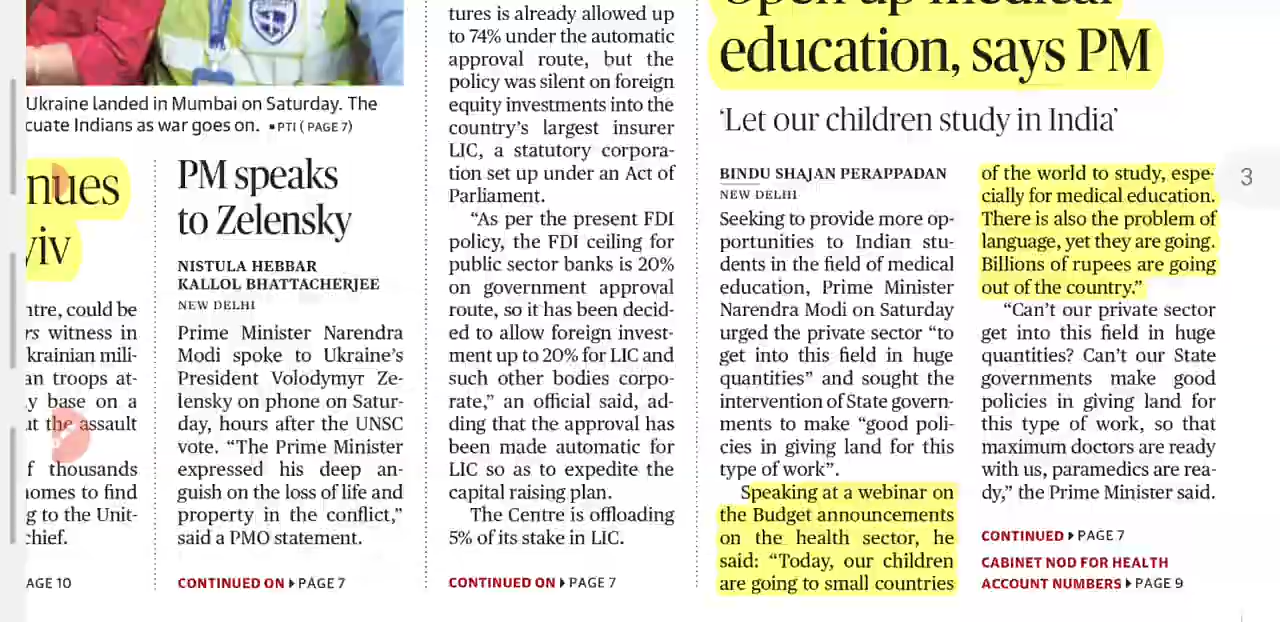 Ukraine landed in Mumbai on Saturday. The
cuate Indians as war goes on. ▪PTI ( PAGE 7)
nues
yiv
ntre, could be
rs witness in
krainian mili-
an troops at-
y base on a
ut the assault
f thousands
omes to find
g to the Unit-
chief.
AGE 10
PM speaks
to Zelensky
NISTULA HEBBAR
KALLOL BHATTACHERJEE
NEW DELHI
Prime Minister Narendra
Modi spoke to Ukraine’s
President Volodymyr Ze-
lensky on phone on Satur-
day, hours after the UNSC
vote. “The Prime Minister
expressed his deep an-
guish on the loss of life and
property in the conflict,”
said a PMO statement.
CONTINUED ON ▸ PAGE 7
tures is already allowed up
to 74% under the automatic
approval route, but the
policy was silent on foreign
equity investments into the
country’s largest insurer
LIC, a statutory corpora-
tion set up under an Act of
Parliament.
“As per the present FDI
policy, the FDI ceiling for
public sector banks is 20%
on government approval
route, so it has been decid-
ed to allow foreign invest-
ment up to 20% for LIC and
such other bodies corpo-
rate,” an official said, ad-
ding that the approval has
been made automatic for
LIC so as to expedite the
capital raising plan.
The Centre is offloading
5% of its stake in LIC.
CONTINUED ON ▸ PAGE 7
Open up medical
education, says PM
‘Let our children study in India’
BINDU SHAJAN PERAPPADAN
NEW DELHI
Seeking to provide more op-
portunities to Indian stu-
dents in the field of medical
education, Prime Minister
Narendra Modi on Saturday
urged the private sector “to
get into this field in huge
quantities” and sought the
intervention of State govern-
ments to make “good poli-
cies in giving land for this
type of work”.
Speaking at a webinar on
the Budget announcements
on the health sector, he
said: “Today, our children
are going to small countries
of the world to study, espe-
cially for medical education.
There is also the problem of
language, yet they are going.
Billions of rupees are going
out of the country.”
“Can’t our private sector
get into this field in huge
quantities? Can’t our State
governments make good
policies in giving land for
this type of work, so that
maximum doctors are ready
with us, paramedics are rea-
dy,” the Prime Minister said.
CONTINUED ▸ PAGE 7
CABINET NOD FOR HEALTH
ACCOUNT NUMBERS ▸ PAGE 9
3